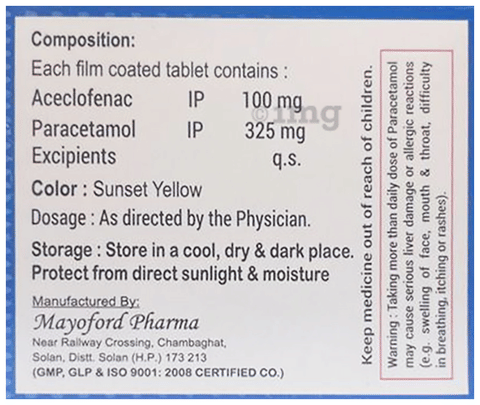 Composition:
Each film coated tablet contains :
Aceclofenac IP 100 mg
Paracetamol IP 325 mg
Excipients q.s.
Color : Sunset Yellow
Dosage : As directed by the Physician.
Storage : Store in a cool, dry & dark place.
Protect from direct sunlight & moisture
Manufactured By:
Mayoford Pharma
Near Railway Crossing, Chambaghat,
Solan, Distt. Solan (H.P.) 173 213
(GMP, GLP & ISO 9001: 2008 CERTIFIED CO.)
Keep medicine out of reach of children.
Warning : Taking more than daily dose of Paracetamol
may cause serious liver damage or allergic reactions
(e.g. swelling of face, mouth & throat, difficulty
in breathing, itching or rashes).
©1mg